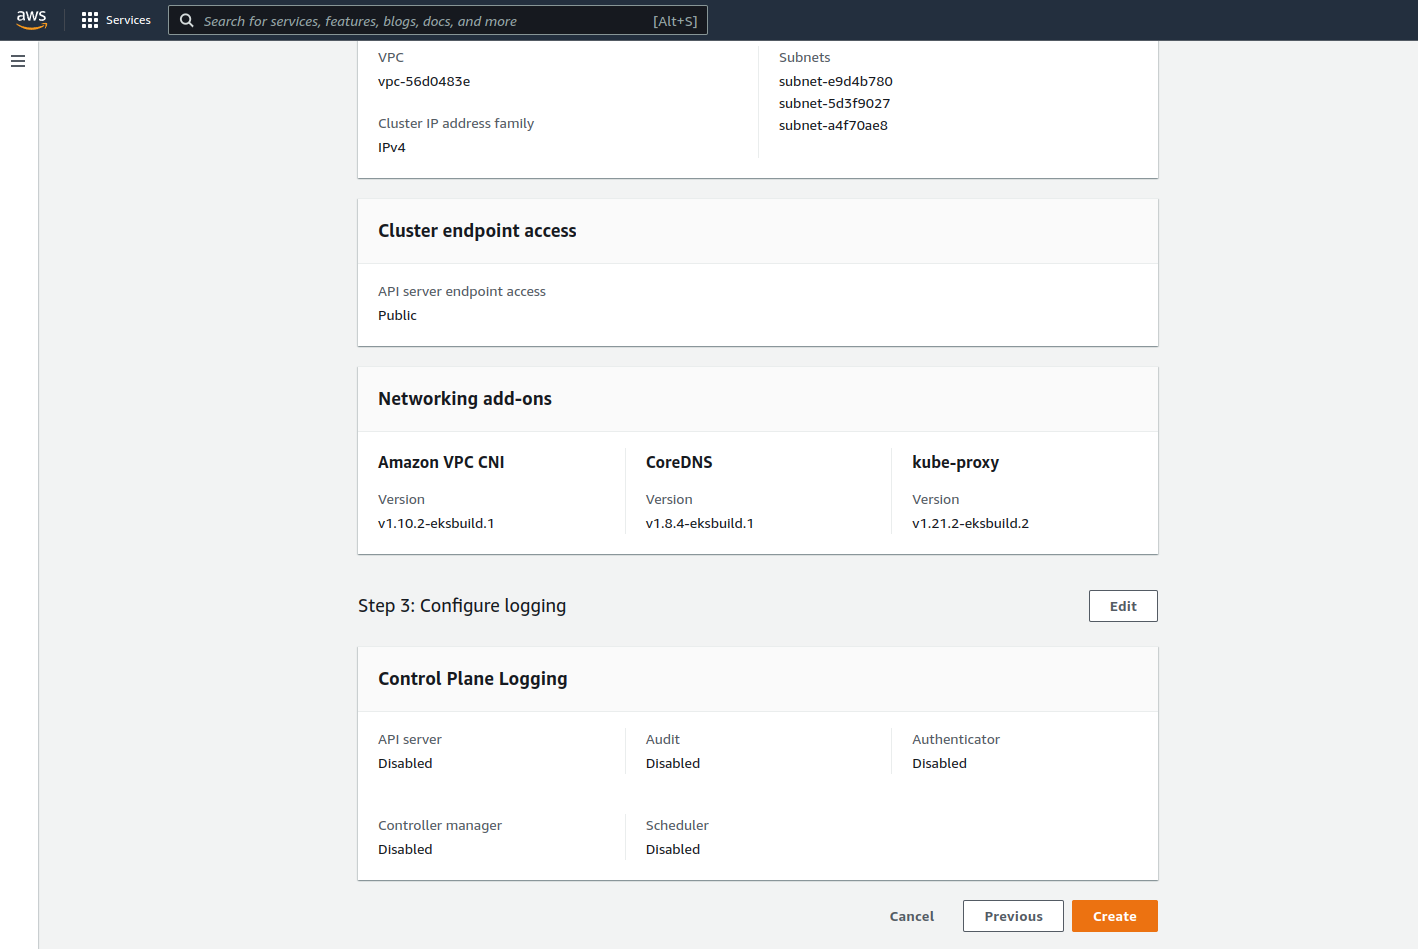 aws
Services
Search for services, features, blogs, docs, and more
[Alt+S]
VPC
vpc-56d0483e
Cluster IP address family
IPv4
Subnets
subnet-e9d4b780
subnet-5d3f9027
subnet-a4f70ae8
Cluster endpoint access
API server endpoint access
Public
Networking add-ons
Amazon VPC CNI
Version
v1.10.2-eksbuild.1
CoreDNS
Version
v1.8.4-eksbuild.1
kube-proxy
Version
v1.21.2-eksbuild.2
Step 3: Configure logging
Edit
Control Plane Logging
API server
Disabled
Audit
Disabled
Authenticator
Disabled
Controller manager
Disabled
Scheduler
Disabled
Cancel
Previous
Create